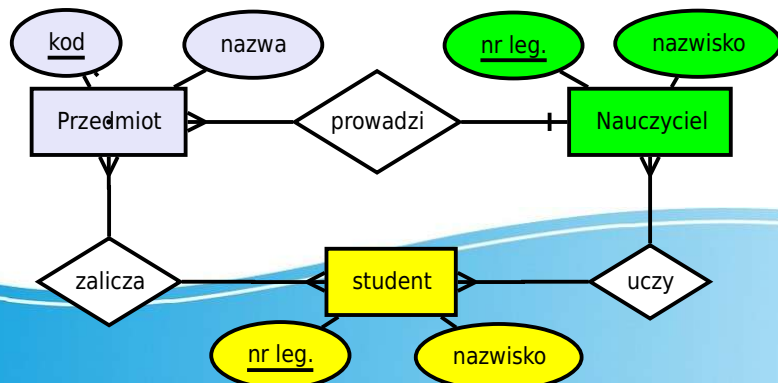 kod
nazwa
nr leg.
nazwisko
Przedmiot
prowadzi
Nauczyciel
zalicza
student
uczy
nr leg.
nazwisko